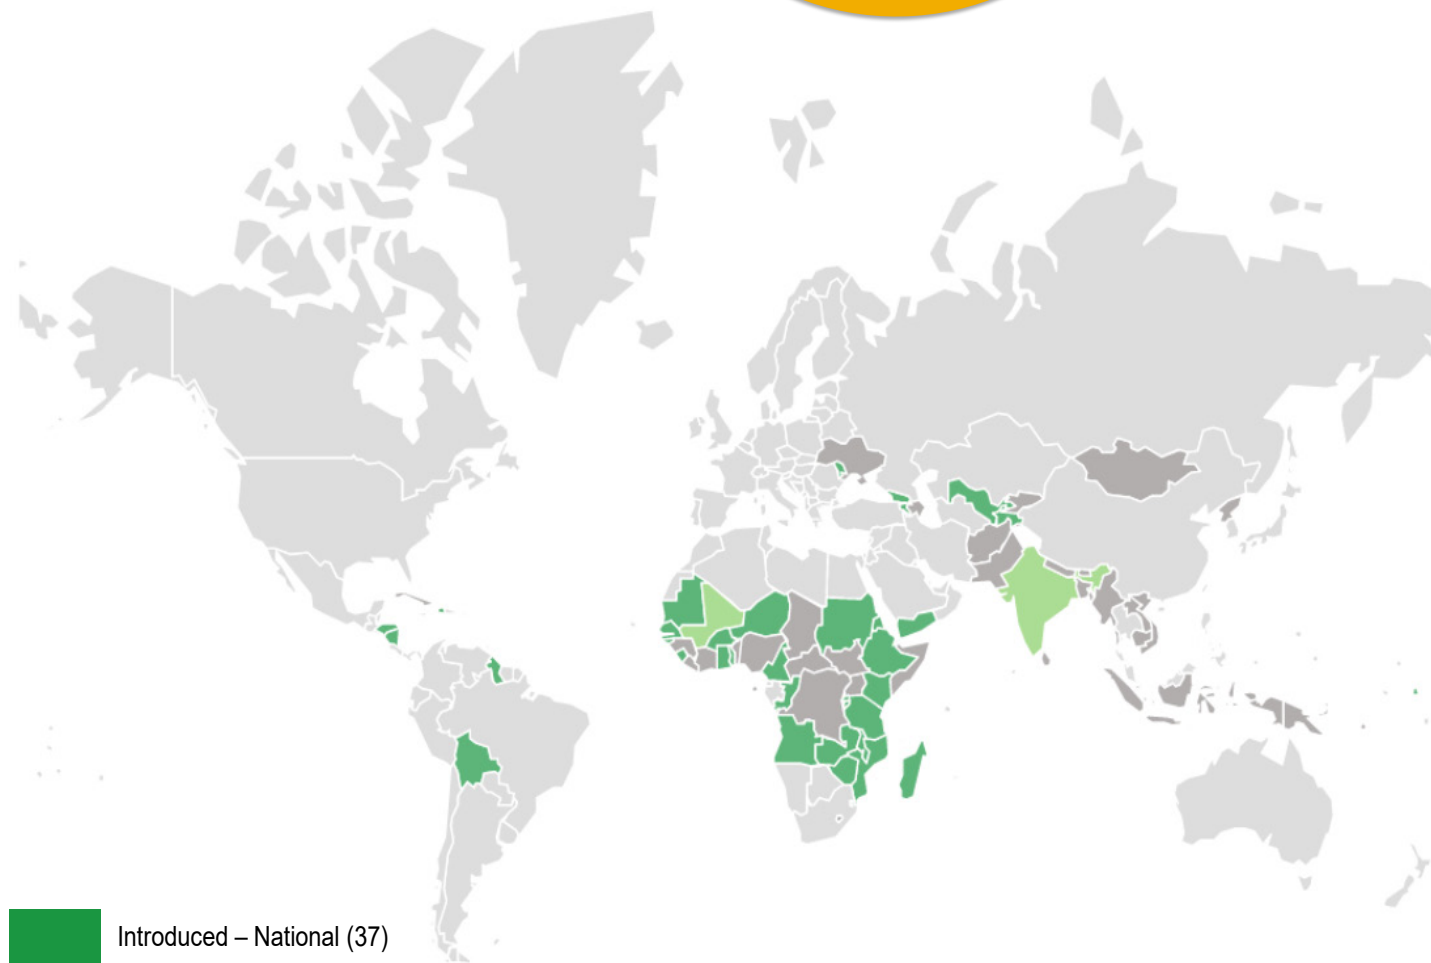 Introduced – National (37)